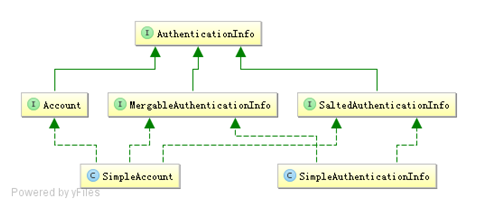 I AuthenticationInfo
I Account
I MergableAuthenticationInfo
I SaltedAuthenticationInfo
C SimpleAccount
C SimpleAuthenticationInfo
Powered by yFiles